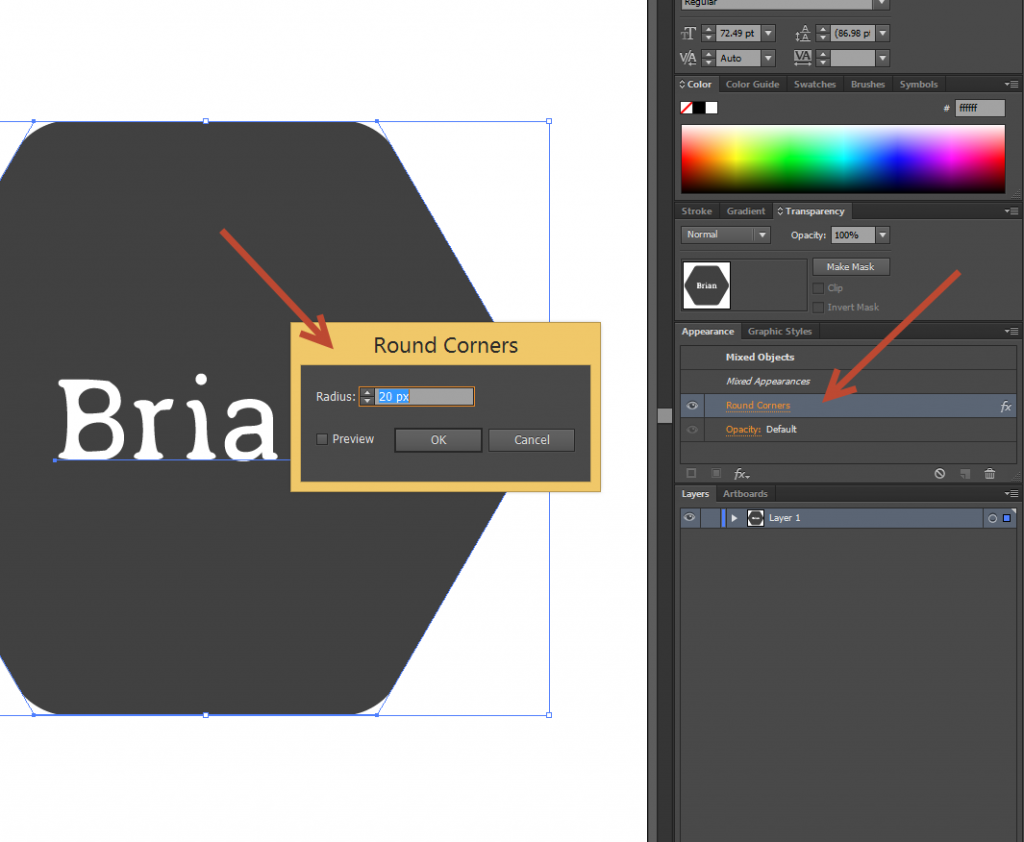 Regular
72.49 pt
(86.98 pt
Auto
Color Color Guide Swatches Brushes Symbols
# ffffff
Stroke Gradient Transparency
Normal Opacity: 100%
Brian Make Mask
Clip
Invert Mask
Appearance Graphic Styles
Mixed Objects
Mixed Appearances
Round Corners fx
Opacity: Default
fx
Layers Artboards
Layer 1
Round Corners
Radius: 20 px
Preview OK Cancel
Bria